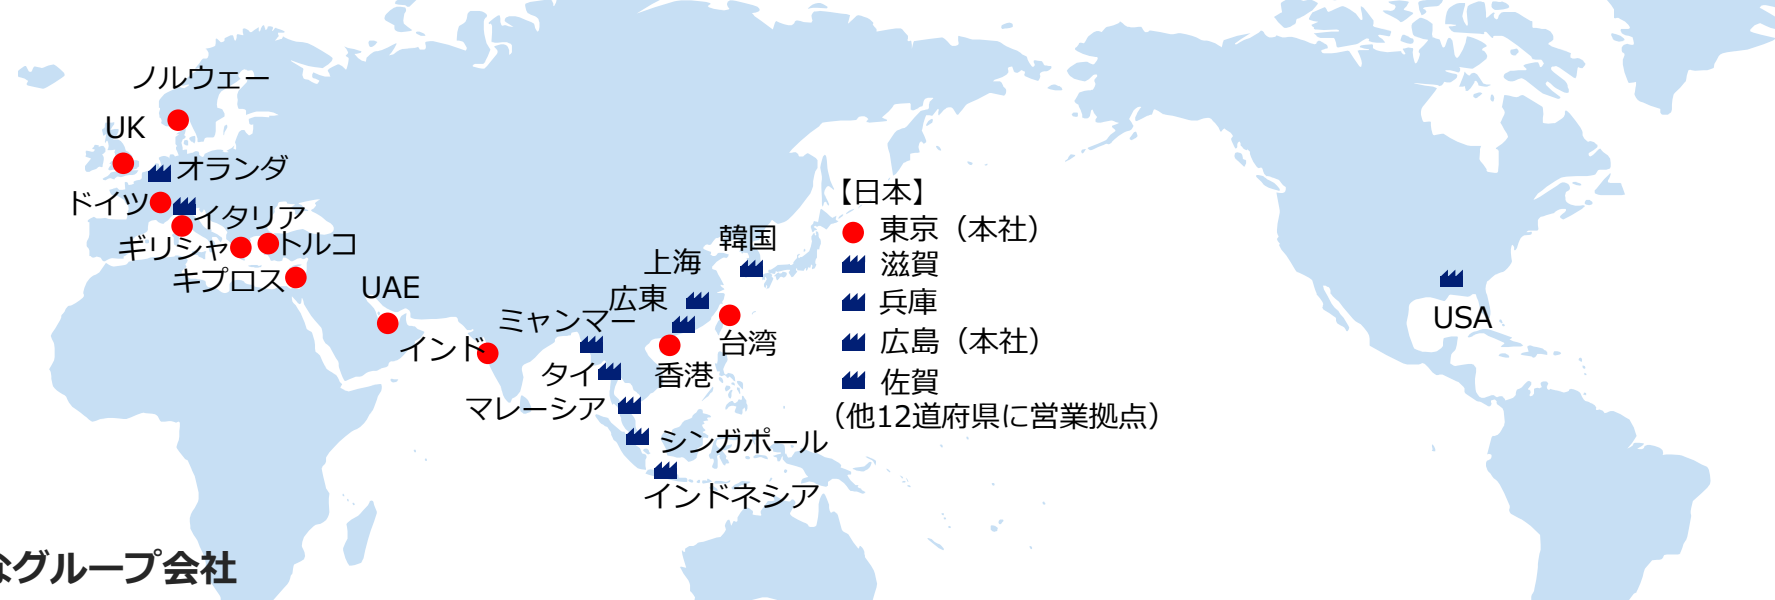 ノルウェー
UK
オランダ
ドイツ
イタリア
ギリシャ
トルコ
キプロス
UAE
インド
ミャンマー
タイ
マレーシア
シンガポール
インドネシア
上海
広東
香港
台湾
韓国
【日本】
東京（本社）
滋賀
兵庫
広島（本社）
佐賀
（他12道府県に営業拠点）
USA
グループ会社